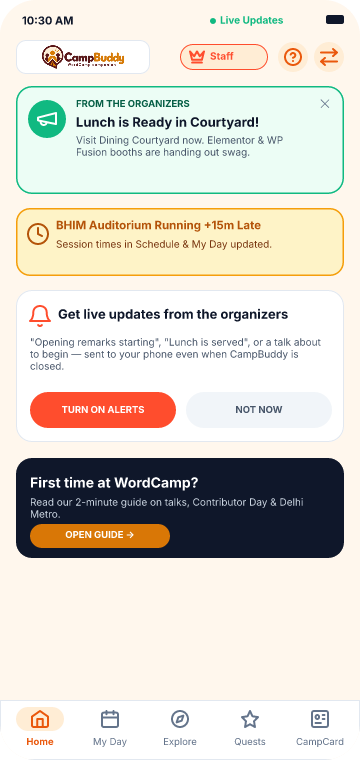 10:30 AM
Live Updates
CampBuddy
WordCamp companion
Staff
FROM THE ORGANIZERS
Lunch is Ready in Courtyard!
Visit Dining Courtyard now. Elementor & WP
Fusion booths are handing out swag.
BHIM Auditorium Running +15m Late
Session times in Schedule & My Day updated.
Get live updates from the organizers
"Opening remarks starting", "Lunch is served", or a talk about
to begin — sent to your phone even when CampBuddy is
closed.
TURN ON ALERTS
NOT NOW
First time at WordCamp?
Read our 2-minute guide on talks, Contributor Day & Delhi
Metro.
OPEN GUIDE →
Home
My Day
Explore
Quests
CampCard